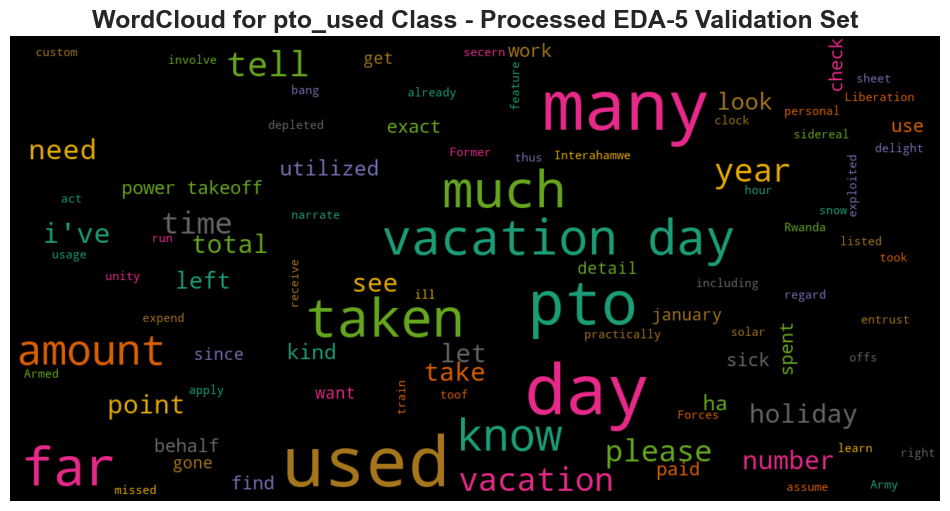 WordCloud for pto_used Class - Processed EDA-5 Validation Set
custom
involve
tell
get
secern
work
check
bang
already
feature
many
look
sheet
Liberation
personal
clock
depleted
exact
sidereal
use
need
utilized
Former
thus
Interahamwe
year
delight
exploited
act
power takeoff
much
hour
i've
time
narrate
snow
Rwanda
run
total
vacation day
listed
usage
took
unity
left
receive
see
detail
including
ill
regard
expend
taken
pto
january
entrust
amount
since
kind
let
practically
solar
spent
sick
offs
Armed
apply
want
train
take
toof
day
point
Forces
ha
holiday
far
behalf
gone
used
know
please
paid
number
learn
right
missed
find
vacation
assume
Army